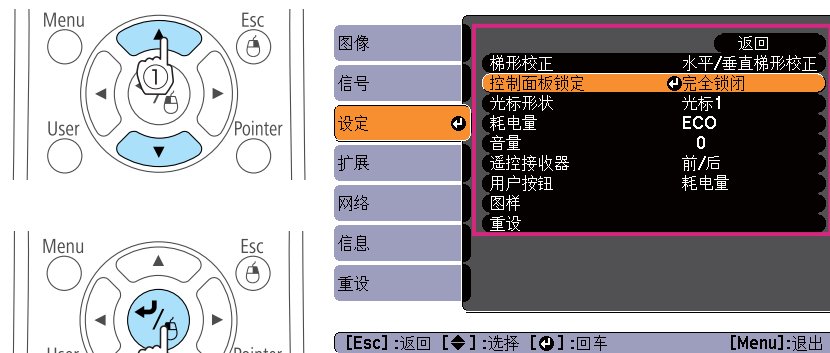 Menu
Esc
①
User
Pointer
Menu
Esc
User
Pointer
图像
信号
设定
扩展
网络
信息
重设
返回
梯形校正 水平/垂直梯形校正
控制面板锁定 完全锁闭
光标形状 光标1
耗电量 ECO
音量 0
遥控接收器 前/后
用户按钮 耗电量
图样
重设
[Esc]:返回 [◆]:选择 [↵]:回车 [Menu]:退出